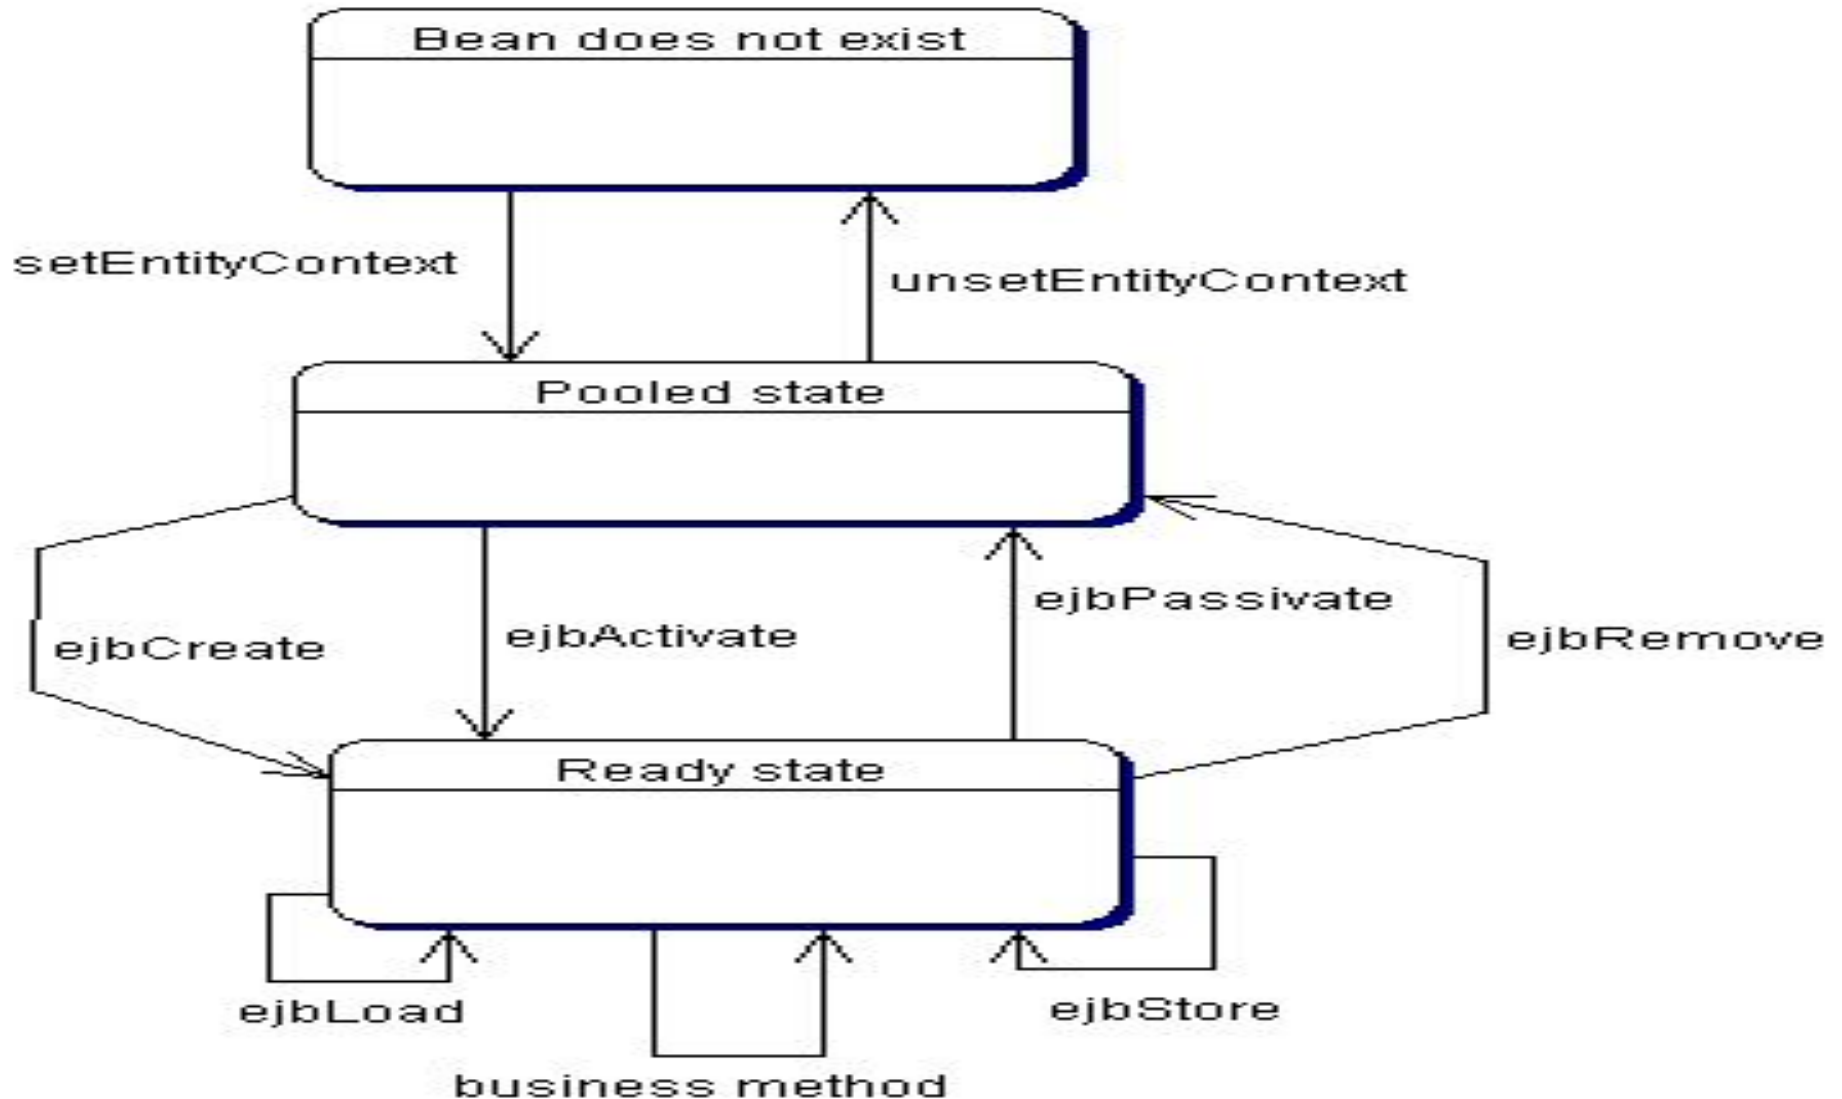 Bean does not exist
setEntityContext
unsetEntityContext
Pooled state
ejbCreate
ejbActivate
ejbPassivate
ejbRemove
Ready state
ejbLoad
ejbStore
business method